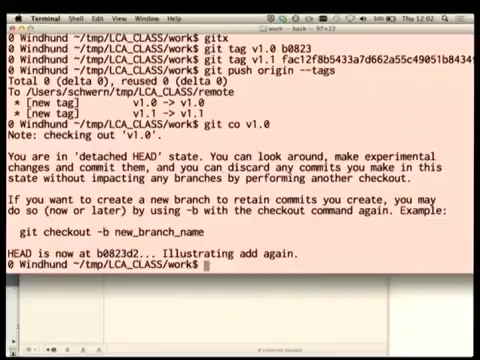 Terminal Shell Edit View Window Help Thu 12:02
work — bash — 97×22
0 Windhund ~/tmp/LCA_CLASS/work$ gitx
0 Windhund ~/tmp/LCA_CLASS/work$ git tag v1.0 b0823
0 Windhund ~/tmp/LCA_CLASS/work$ git tag v1.1 fac12f8b5433a7d662a55c49051b8434
0 Windhund ~/tmp/LCA_CLASS/work$ git push origin --tags
Total 0 (delta 0), reused 0 (delta 0)
To /Users/schwern/tmp/LCA_CLASS/remote
* [new tag] v1.0 -> v1.0
* [new tag] v1.1 -> v1.1
0 Windhund ~/tmp/LCA_CLASS/work$ git co v1.0
Note: checking out 'v1.0'.
You are in 'detached HEAD' state. You can look around, make experimental
changes and commit them, and you can discard any commits you make in this
state without impacting any branches by performing another checkout.
If you want to create a new branch to retain commits you create, you may
do so (now or later) by using -b with the checkout command again. Example:
git checkout -b new_branch_name
HEAD is now at b0823d2... Illustrating add again.
0 Windhund ~/tmp/LCA_CLASS/work$